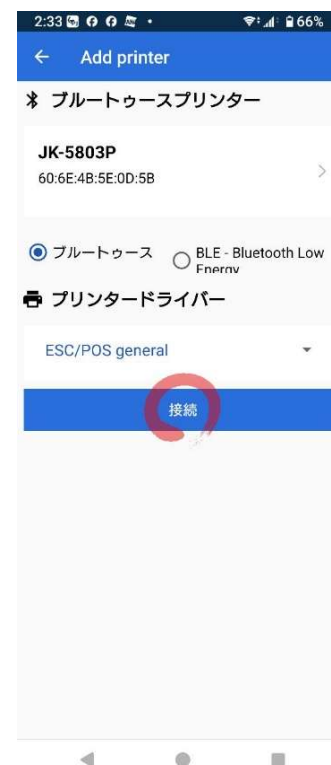 2:33
66%
Add printer
ブルートゥースプリンター
JK-5803P
60:6E:4B:5E:0D:5B
ブルートゥース
BLE - Bluetooth Low
Energy
プリンタードライバー
ESC/POS general
接続